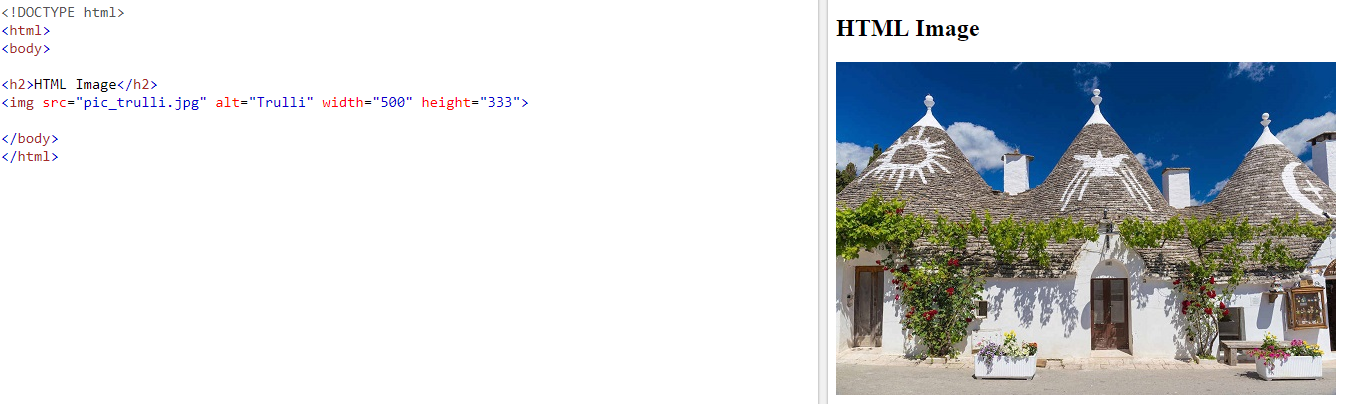 <!DOCTYPE html>
<html>
<body>
<h2>HTML Image</h2>
<img src="pic_trulli.jpg" alt="Trulli" width="500" height="333">
</body>
</html>
HTML Image